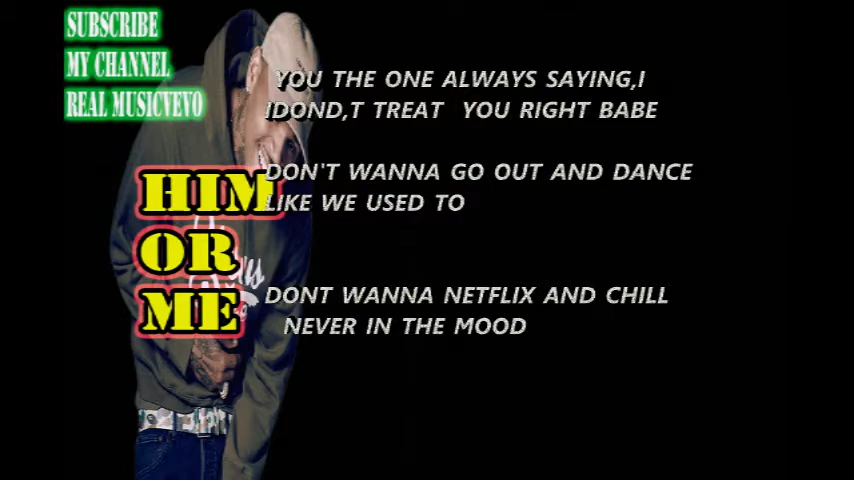 SUBSCRIBE
MY CHANNEL
REAL MUSICVEVO
HIM
OR
ME
YOU THE ONE ALWAYS SAYING,I
IDOND,T TREAT YOU RIGHT BABE
DON'T WANNA GO OUT AND DANCE
LIKE WE USED TO
DONT WANNA NETFLIX AND CHILL
NEVER IN THE MOOD